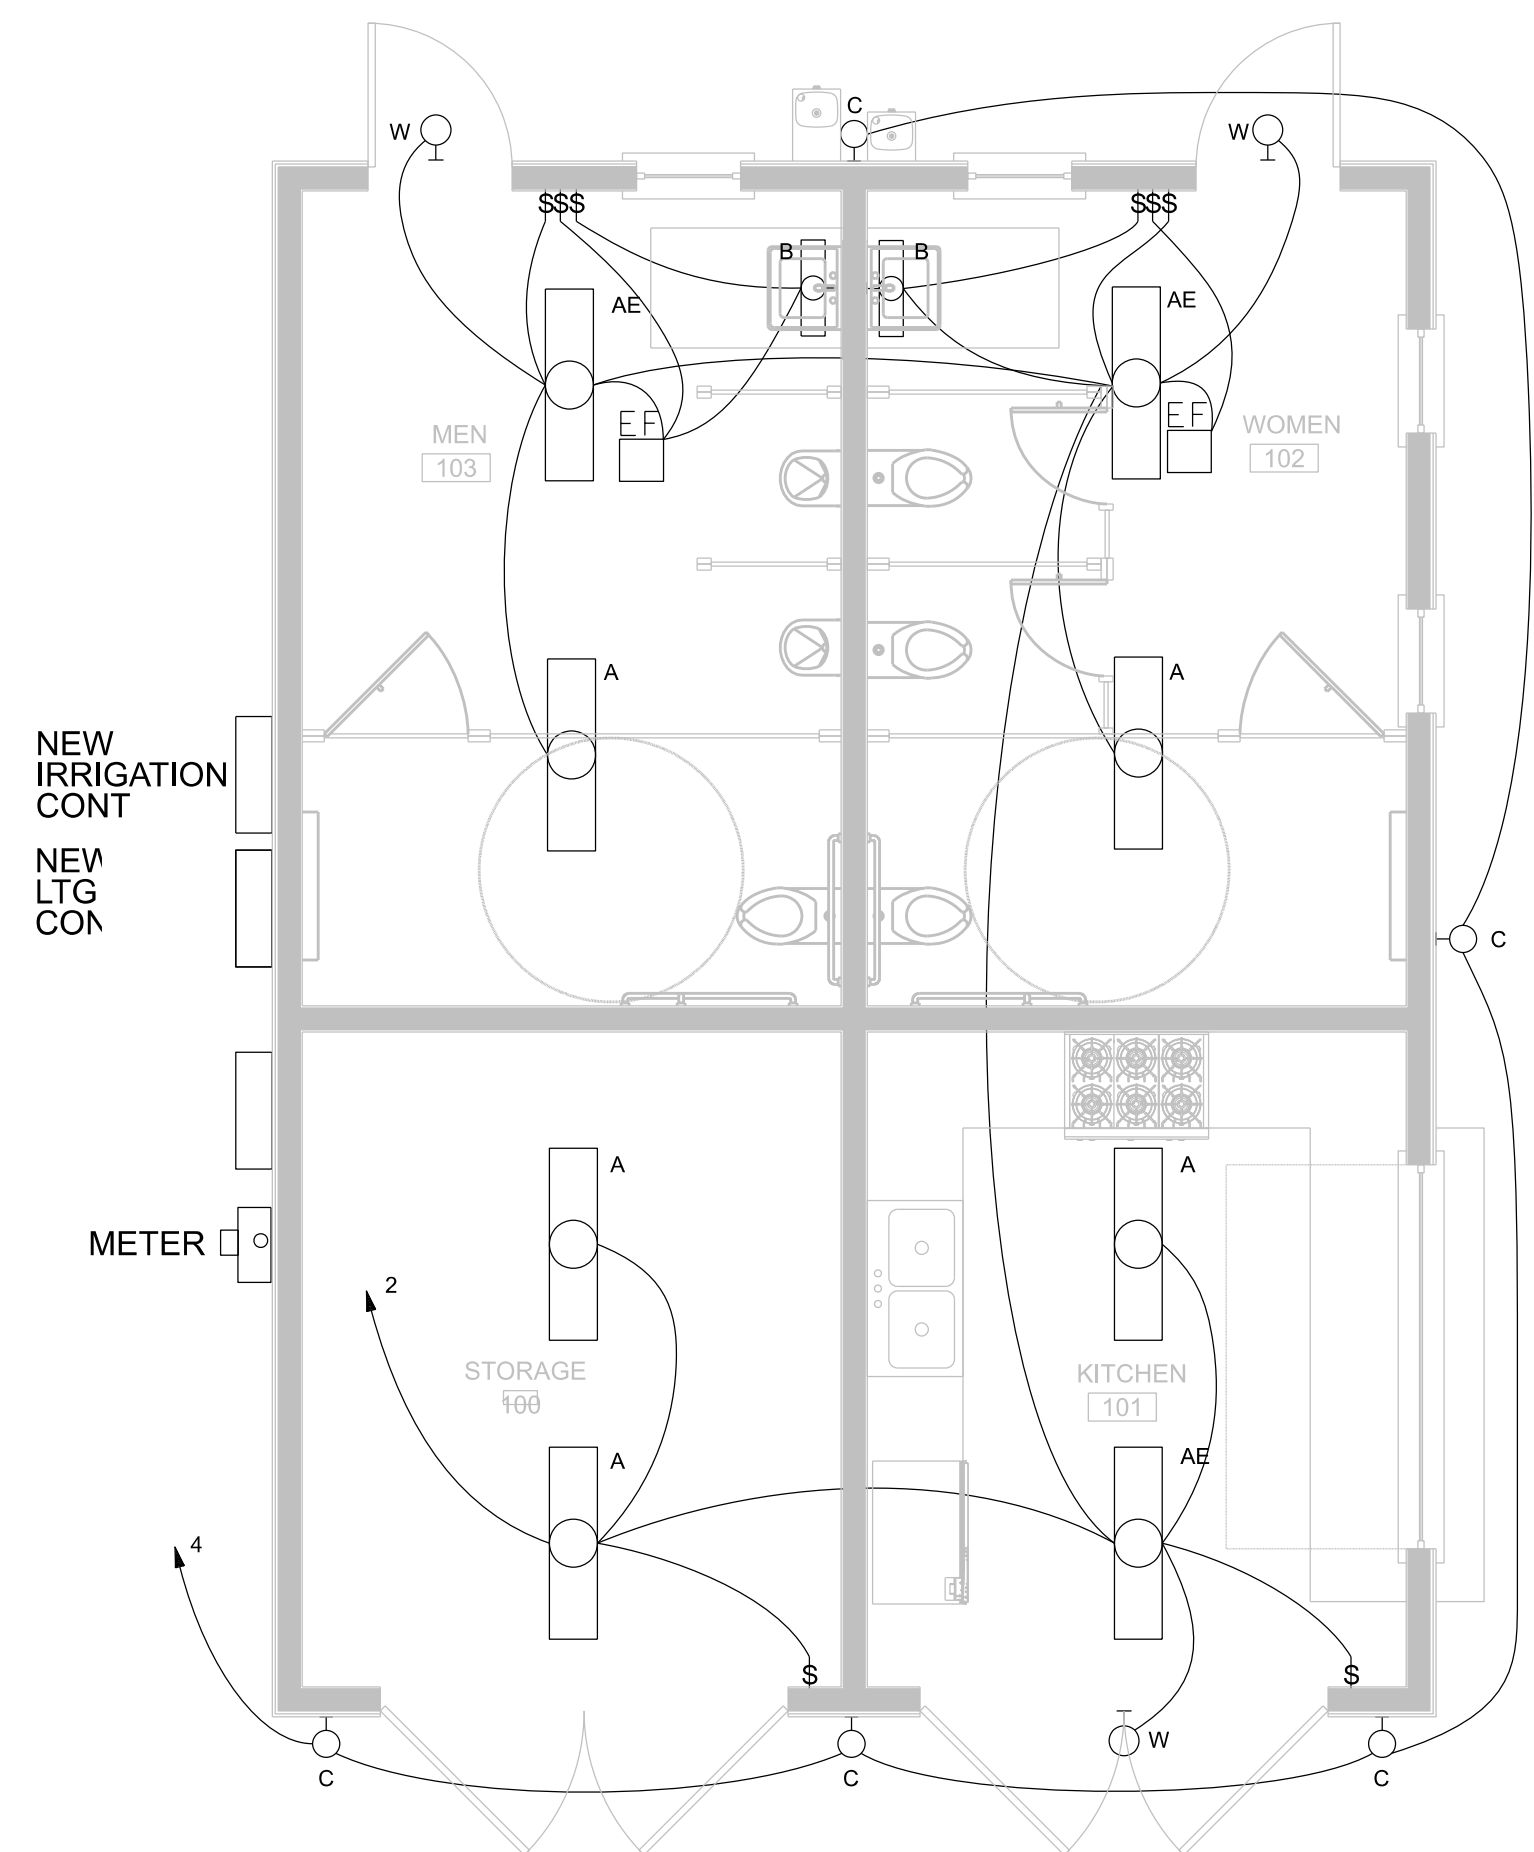 C
W
W
$$$
$$$
B
B
AE
AE
EF
EF
MEN
103
WOMEN
102
A
A
NEW
IRRIGATION
CONT
NEW
LTG
CON
C
A
A
METER
2
STORAGE
100
KITCHEN
101
A
AE
4
$
$
W
C
C
C